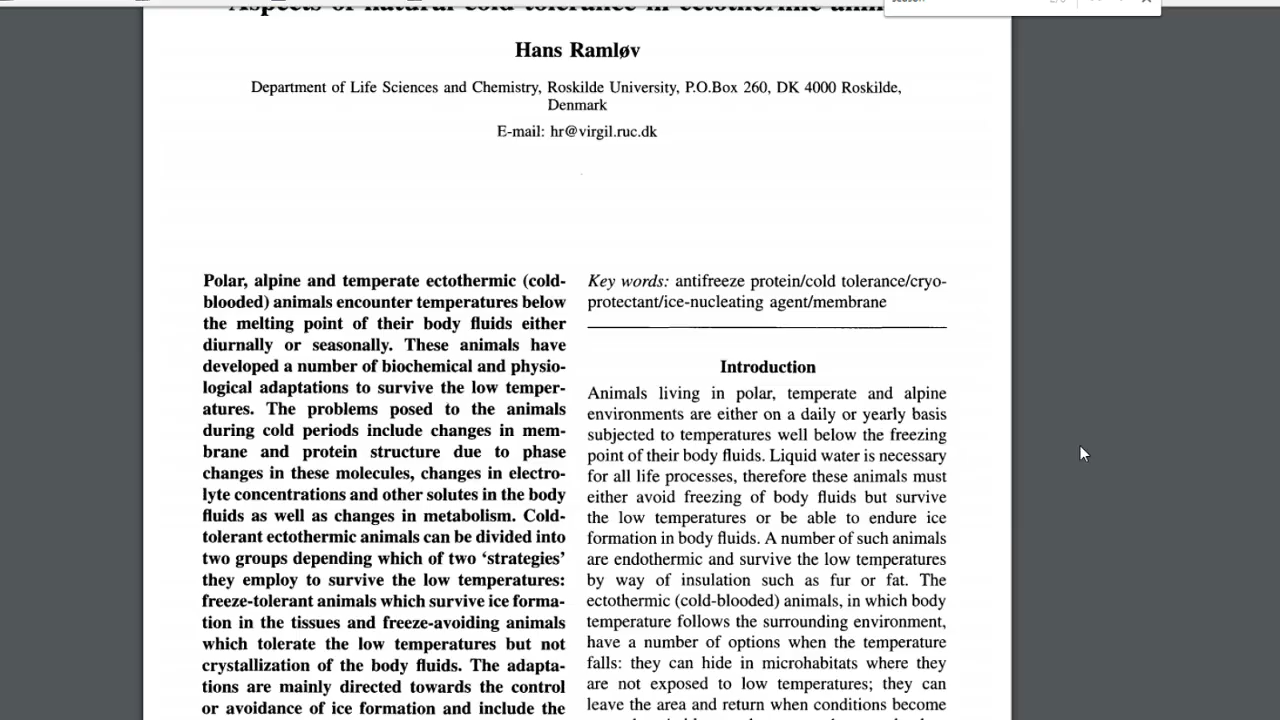 Aspects of natural cold tolerance in ectothermic
Hans Ramløv
Department of Life Sciences and Chemistry, Roskilde University, P.O.Box 260, DK 4000 Roskilde,
Denmark
E-mail: hr@virgil.ruc.dk
Polar, alpine and temperate ectothermic (cold-
blooded) animals encounter temperatures below
the melting point of their body fluids either
diurnally or seasonally. These animals have
developed a number of biochemical and physio-
logical adaptations to survive the low temper-
atures. The problems posed to the animals
during cold periods include changes in mem-
brane and protein structure due to phase
changes in these molecules, changes in electro-
lyte concentrations and other solutes in the body
fluids as well as changes in metabolism. Cold-
tolerant ectothermic animals can be divided into
two groups depending which of two ‘strategies’
they employ to survive the low temperatures:
freeze-tolerant animals which survive ice forma-
tion in the tissues and freeze-avoiding animals
which tolerate the low temperatures but not
crystallization of the body fluids. The adapta-
tions are mainly directed towards the control
or avoidance of ice formation and include the
Key words: antifreeze protein/cold tolerance/cryo-
protectant/ice-nucleating agent/membrane
Introduction
Animals living in polar, temperate and alpine
environments are either on a daily or yearly basis
subjected to temperatures well below the freezing
point of their body fluids. Liquid water is necessary
for all life processes, therefore these animals must
either avoid freezing of body fluids but survive
the low temperatures or be able to endure ice
formation in body fluids. A number of such animals
are endothermic and survive the low temperatures
by way of insulation such as fur or fat. The
ectothermic (cold-blooded) animals, in which body
temperature follows the surrounding environment,
have a number of options when the temperature
falls: they can hide in microhabitats where they
are not exposed to low temperatures; they can
leave the area and return when conditions become